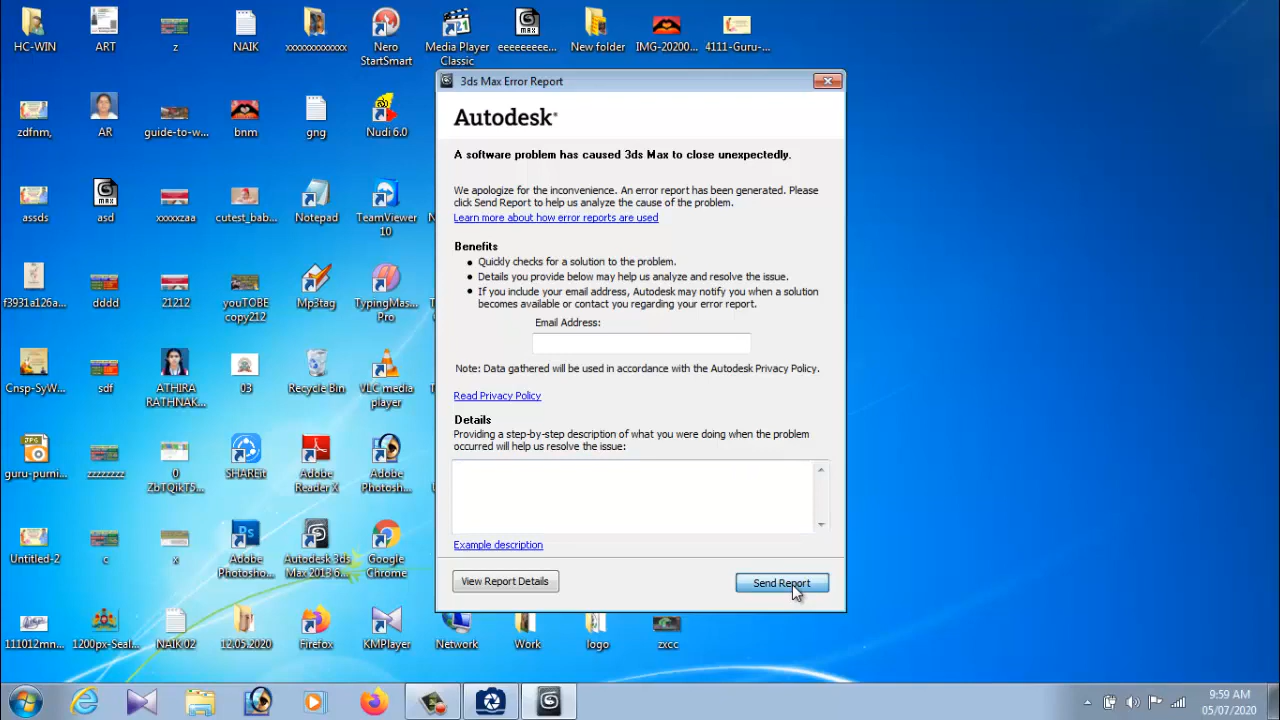 HC-WIN
ART
z
NAIK
xxxxxxxxxxxxx
Nero
StartSmart
Media Player
Classic
eeeeeeeee...
New folder
IMG-20200...
4111-Guru-...
3ds Max Error Report
Autodesk
A software problem has caused 3ds Max to close unexpectedly.
We apologize for the inconvenience. An error report has been generated. Please
click Send Report to help us analyze the cause of the problem.
Learn more about how error reports are used
Benefits
• Quickly checks for a solution to the problem.
• Details you provide below may help us analyze and resolve the issue.
• If you include your email address, Autodesk may notify you when a solution
becomes available or contact you regarding your error report.
Email Address:
Note: Data gathered will be used in accordance with the Autodesk Privacy Policy.
Read Privacy Policy
Details
Providing a step-by-step description of what you were doing when the problem
occurred will help us resolve the issue:
Example description
View Report Details
Send Report
zdfnm,
AR
guide-to-w...
bnm
gng
Nudi 6.0
assds
asd
xxxxxzaa
cutest_bab...
Notepad
TeamViewer
10
f3931a126a...
dddd
21212
youTOBE
copy212
Mp3tag
TypingMas...
Pro
Cnsp-SyW...
sdf
ATHIRA
RATHNAK...
03
Recycle Bin
VLC media
player
guru-purni...
zzzzzzzz
0
ZbTQikTS...
SHAREit
Adobe
Reader X
Adobe
Photosh...
Untitled-2
c
x
Adobe
Photosho...
Autodesk 3ds
Max 2013 6...
Google
Chrome
111012mn...
1200px-Seal...
NAIK 02
12.05.2020
Firefox
KMPlayer
Network
Work
logo
zxcc
9:59 AM
05/07/2020